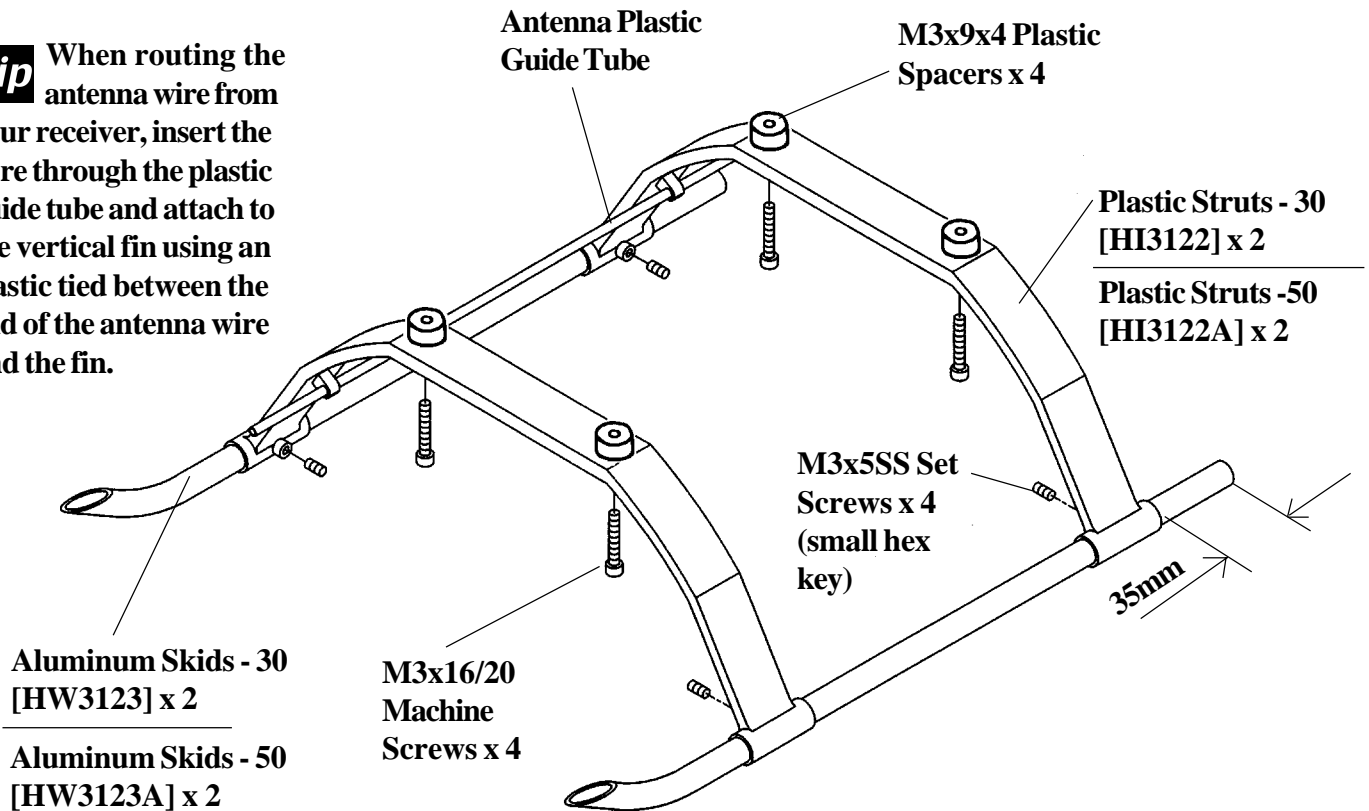 ip When routing the
antenna wire from
ur receiver, insert the
re through the plastic
ide tube and attach to
e vertical fin using an
astic tied between the
d of the antenna wire
nd the fin.
Antenna Plastic
Guide Tube
M3x9x4 Plastic
Spacers x 4
Plastic Struts - 30
[HI3122] x 2
Plastic Struts -50
[HI3122A] x 2
M3x5SS Set
Screws x 4
(small hex
key)
35mm
Aluminum Skids - 30
[HW3123] x 2
Aluminum Skids - 50
[HW3123A] x 2
M3x16/20
Machine
Screws x 4